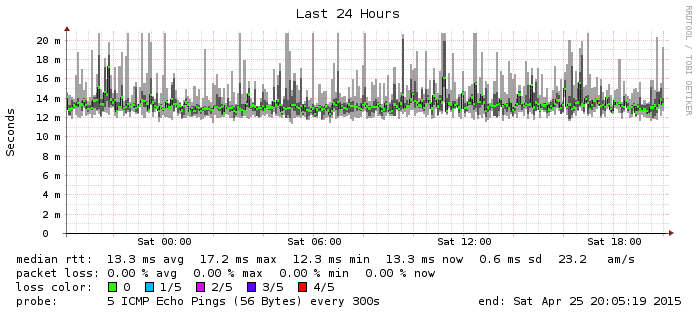 Last 24 Hours
RRDTOOL / TOBI OETIKER
Seconds
20 m
18 m
16 m
14 m
12 m
10 m
8 m
6 m
4 m
2 m
0
Sat 00:00 Sat 06:00 Sat 12:00 Sat 18:00
median rtt: 13.3 ms avg 17.2 ms max 12.3 ms min 13.3 ms now 0.6 ms sd 23.2 am/s
packet loss: 0.00 % avg 0.00 % max 0.00 % min 0.00 % now
loss color: 0 1/5 2/5 3/5 4/5
probe: 5 ICMP Echo Pings (56 Bytes) every 300s end: Sat Apr 25 20:05:19 2015